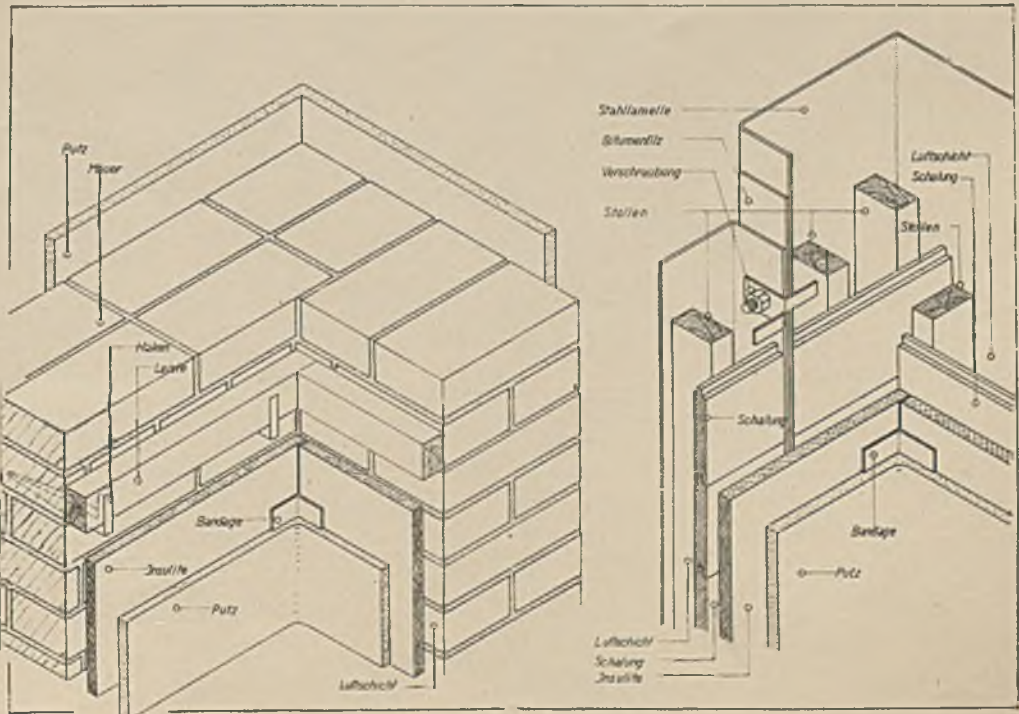 Putz
Mauer
Haken
Leiste
Bandage
Insulite
Putz
Luftschicht
Stahllamelle
Bitumenfilz
Verschraubung
Stollen
Luftschicht
Schalung
Stollen
Schalung
Bandage
Putz
Luftschicht
Schalung
Insulite